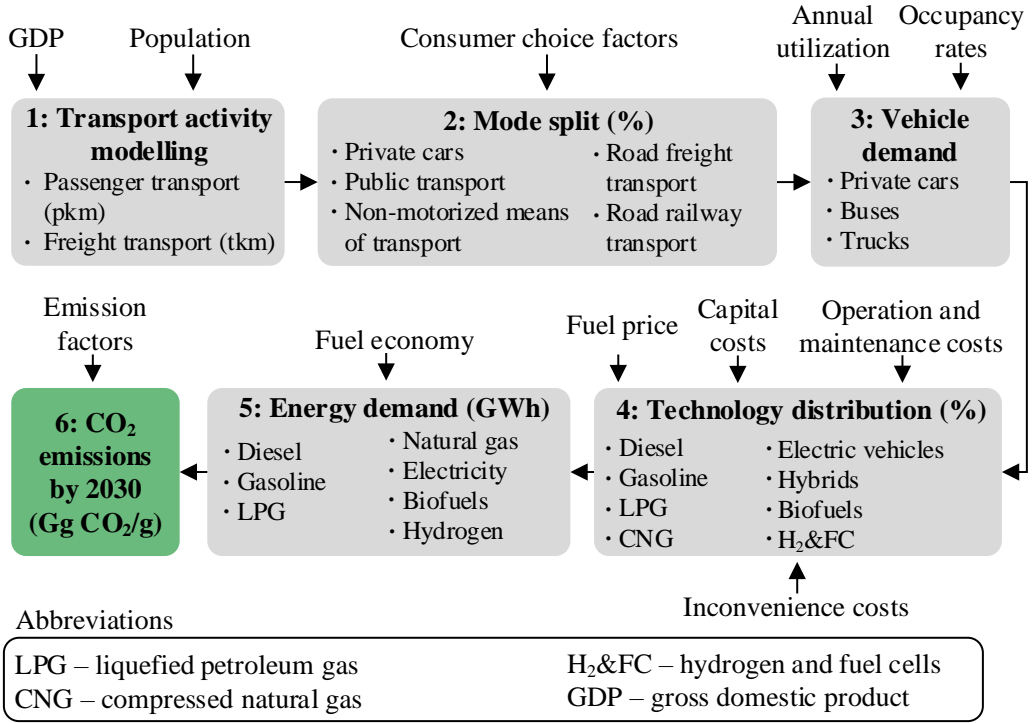 GDP
Population
Consumer choice factors
Annual
utilization
Occupancy
rates
1: Transport activity
modelling
· Passenger transport
(pkm)
· Freight transport (tkm)
2: Mode split (%)
· Private cars
· Public transport
· Non-motorized means
of transport
· Road freight
transport
· Road railway
transport
3: Vehicle
demand
· Private cars
· Buses
· Trucks
Fuel price
Capital
costs
Operation and
maintenance costs
4: Technology distribution (%)
· Diesel
· Gasoline
· LPG
· CNG
· Electric vehicles
· Hybrids
· Biofuels
· H₂&FC
Inconvenience costs
Fuel economy
5: Energy demand (GWh)
· Diesel
· Gasoline
· LPG
· Natural gas
· Electricity
· Biofuels
· Hydrogen
Emission
factors
6: CO₂
emissions
by 2030
(Gg CO₂/g)
Abbreviations
LPG – liquefied petroleum gas
CNG – compressed natural gas
H₂&FC – hydrogen and fuel cells
GDP – gross domestic product